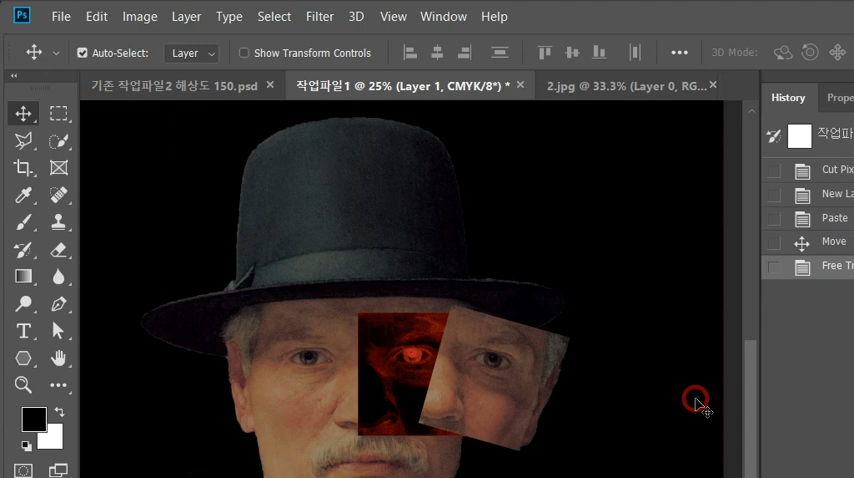 Ps File Edit Image Layer Type Select Filter 3D View Window Help
Auto-Select: Layer Show Transform Controls 3D Mode:
기존 작업파일2 해상도 150.psd × 작업파일1 @ 25% (Layer 1, CMYK/8*) * × 2.jpg @ 33.3% (Layer 0, RG... ×
History Prope
작업파
Cut Pix
New La
Paste
Move
Free Tr
T